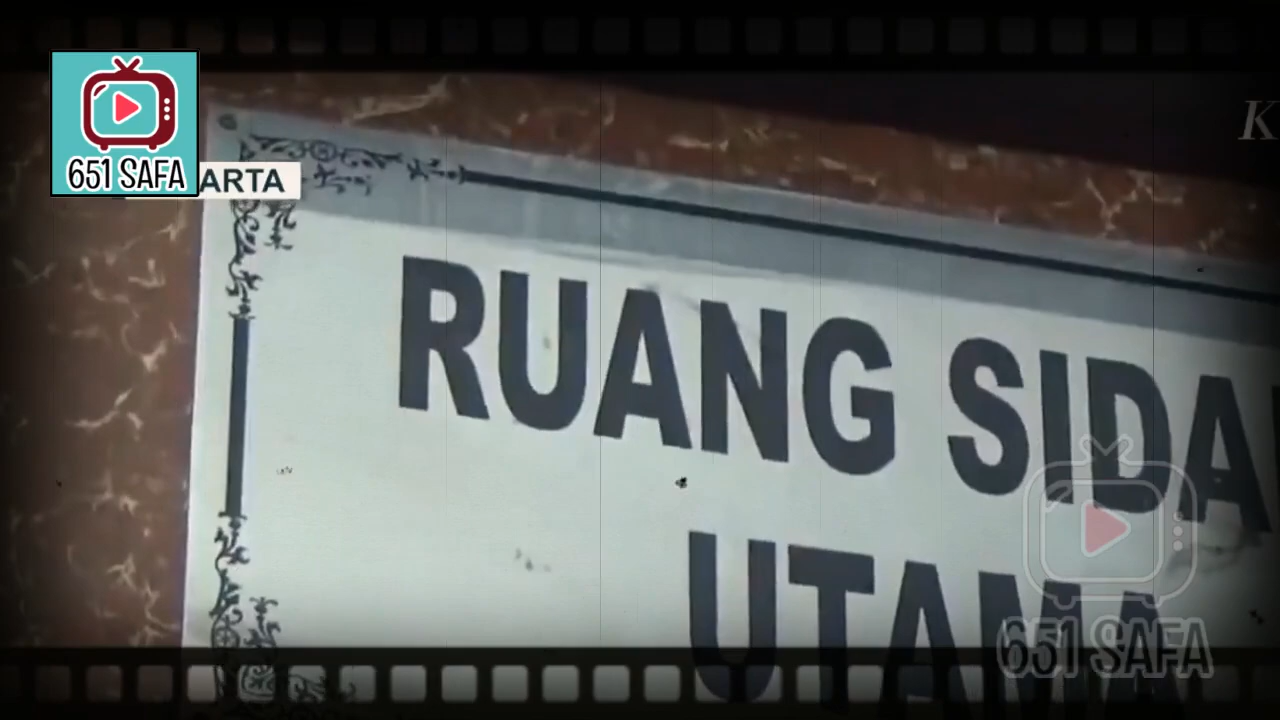 651 SAFA
ARTA
K
RUANG SIDA
UTAMA
651 SAFA